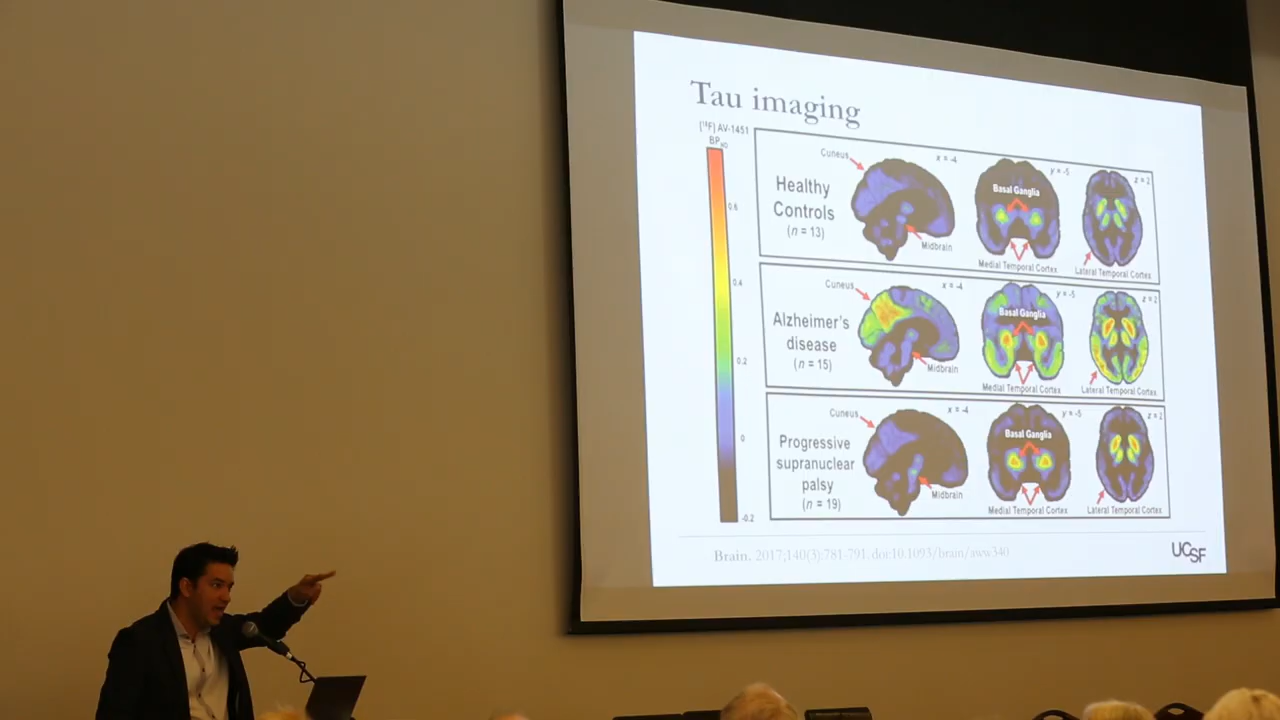 Tau imaging
[¹⁸F] AV-1451
BP_ND
0.6
0.4
0.2
0
-0.2
Healthy
Controls
(n = 13)
Cuneus
x = -4
Midbrain
y = -5
Basal Ganglia
Medial Temporal Cortex
z = 2
Lateral Temporal Cortex
Alzheimer's
disease
(n = 15)
Cuneus
x = -4
Midbrain
y = -5
Basal Ganglia
Medial Temporal Cortex
z = 2
Lateral Temporal Cortex
Progressive
supranuclear
palsy
(n = 19)
Cuneus
x = -4
Midbrain
y = -5
Basal Ganglia
Medial Temporal Cortex
z = 2
Lateral Temporal Cortex
Brain. 2017;140(3):781-791. doi:10.1093/brain/aww340
UCSF